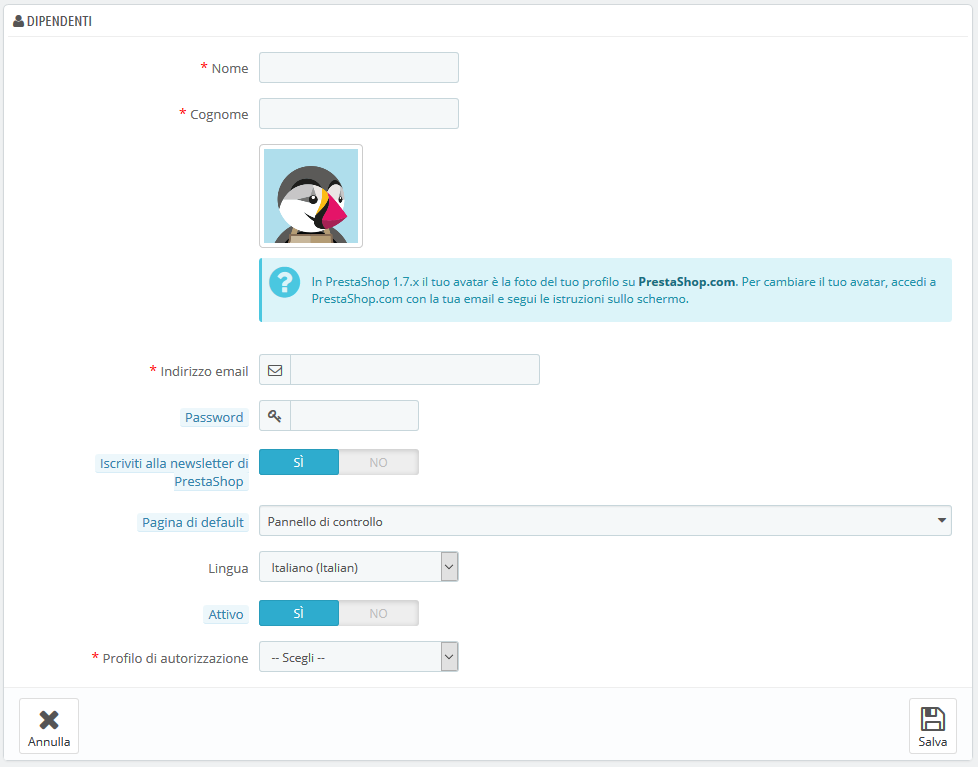 DIPENDENTI
* Nome
* Cognome
In PrestaShop 1.7.x il tuo avatar è la foto del tuo profilo su PrestaShop.com. Per cambiare il tuo avatar, accedi a
PrestaShop.com con la tua email e segui le istruzioni sullo schermo.
* Indirizzo email
Password
Iscriviti alla newsletter di
PrestaShop
SÌ NO
Pagina di default
Pannello di controllo
Lingua
Italiano (Italian)
Attivo
SÌ NO
* Profilo di autorizzazione
-- Scegli --
Annulla
Salva